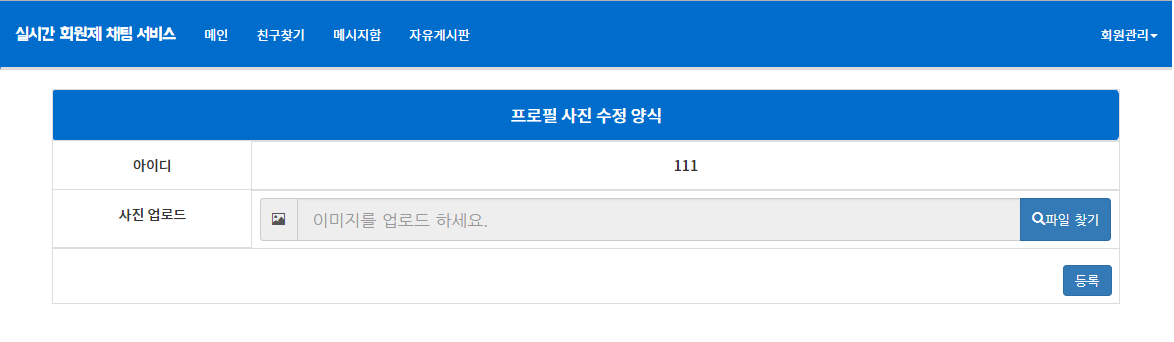 실시간 회원제 채팅 서비스 메인 친구찾기 메시지함 자유게시판 회원관리
프로필 사진 수정 양식
아이디 111
사진 업로드 이미지를 업로드 하세요. 파일 찾기
등록